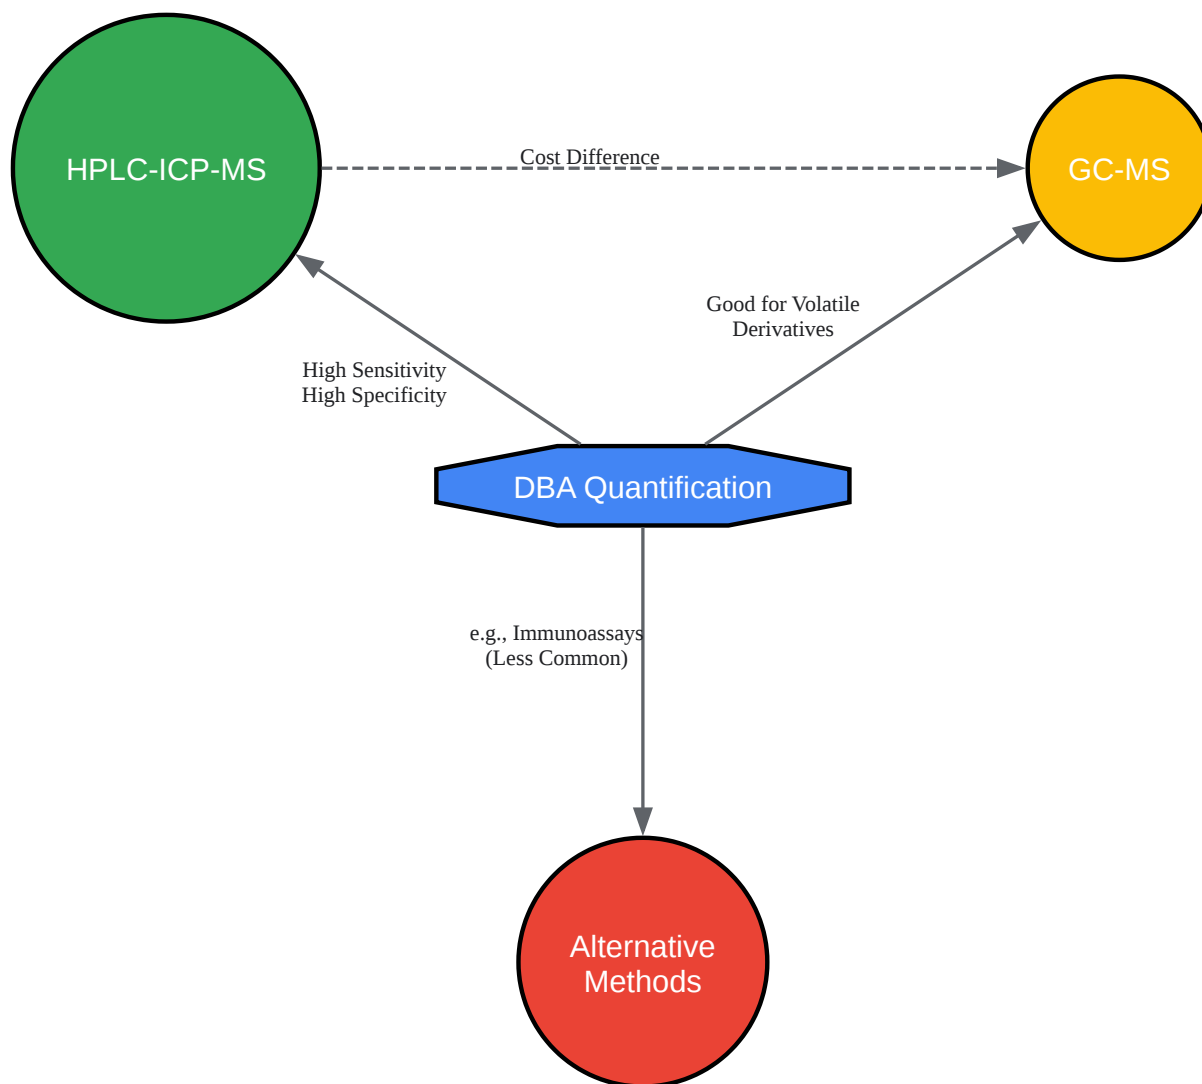 HPLC-ICP-MS
Cost Difference
GC-MS
Good for Volatile
Derivatives
High Sensitivity
High Specificity
DBA Quantification
e.g., Immunoassays
(Less Common)
Alternative
Methods